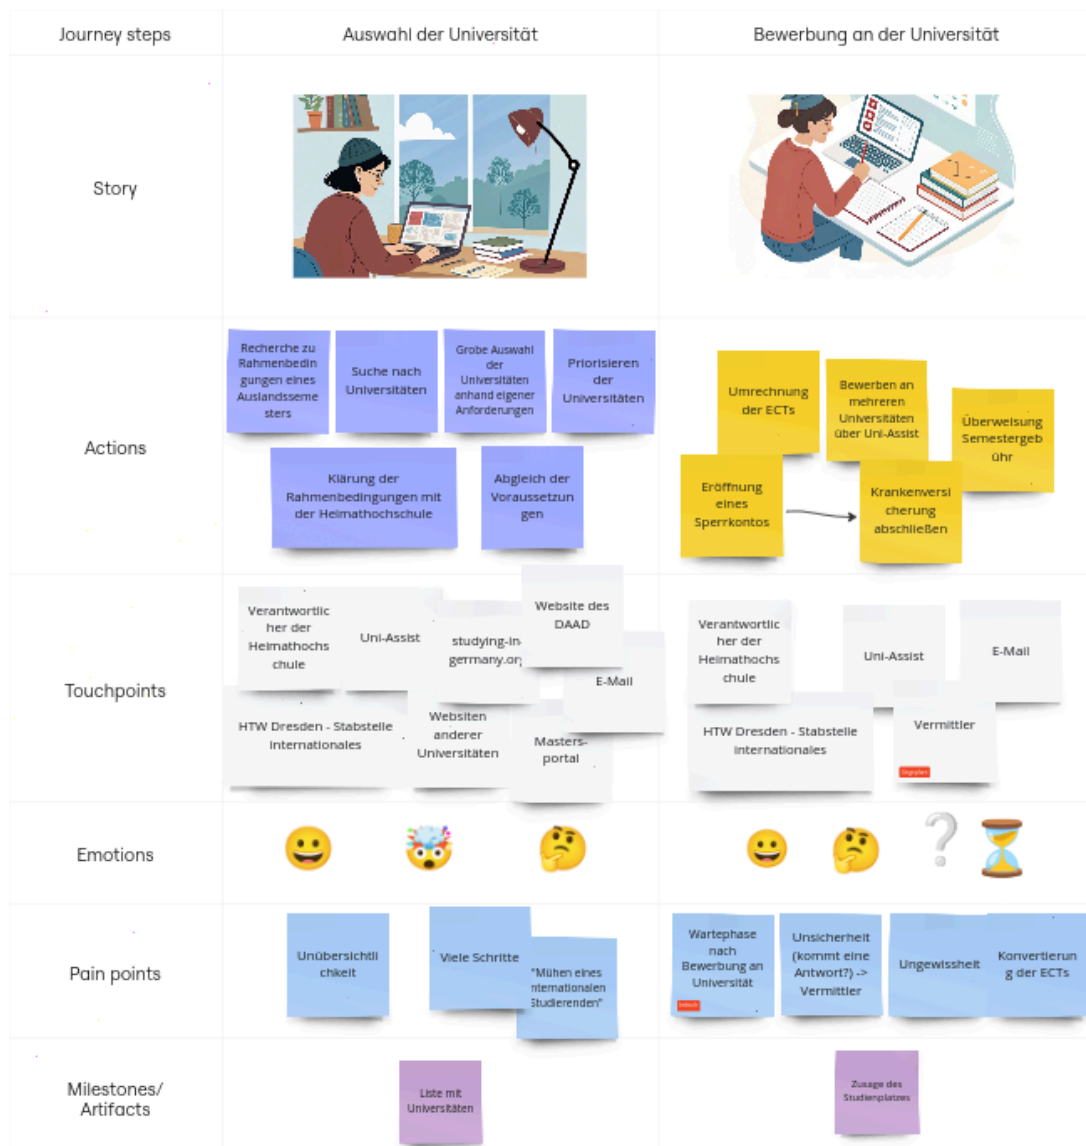 Journey steps
Auswahl der Universität
Bewerbung an der Universität
Story
Actions
Recherche zu
Rahmenbedin
gungen eines
Auslandsseme
sters
Suche nach
Universitäten
Grobe Auswahl
der
Universitäten
anhand eigener
Anforderungen
Priorisieren
der
Universitäten
Klärung der
Rahmenbedingungen mit
der Heimathochschule
Abgleich der
Voraussetzun
gen
Umrechnung
der ECTs
Bewerben an
mehreren
Universitäten
über Uni-Assist
Überweisung
Semestergeb
ühr
Eröffnung
eines
Sperrkontos
Krankenversi
cherung
abschließen
Touchpoints
Verantwortlic
her der
Heimathochs
chule
Uni-Assist
studying-in-
germany.org
Website des
DAAD
E-Mail
HTW Dresden - Stabstelle
internationales
Websiten
anderer
Universitäten
Masters-
portal
Verantwortlic
her der
Heimathochs
chule
Uni-Assist
E-Mail
HTW Dresden - Stabstelle
internationales
Vermittler
Emotions
Pain points
Unübersichtli
chkeit
Viele Schritte
"Mühen eines
nternationalen
Studierenden"
Wartephase
nach
Bewerbung an
Universität
Unsicherheit
(kommt eine
Antwort?) ->
Vermittler
Ungewissheit
Konvertierun
g der ECTs
Milestones/
Artifacts
Liste mit
Universitäten
Zusage des
Studienplatzes